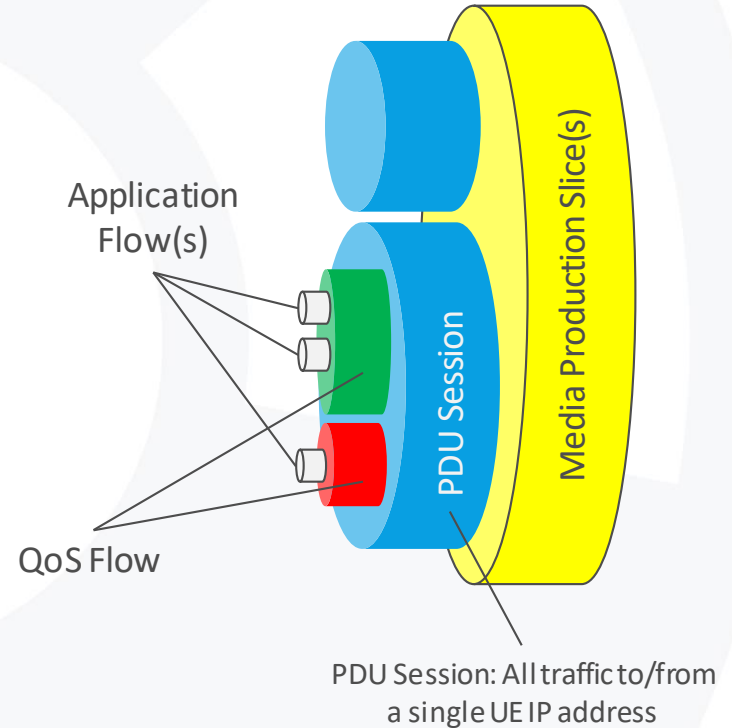 Application
Flow(s)
Media Production Slice(s)
PDU Session
QoS Flow
PDU Session: All traffic to/from
a single UE IP address